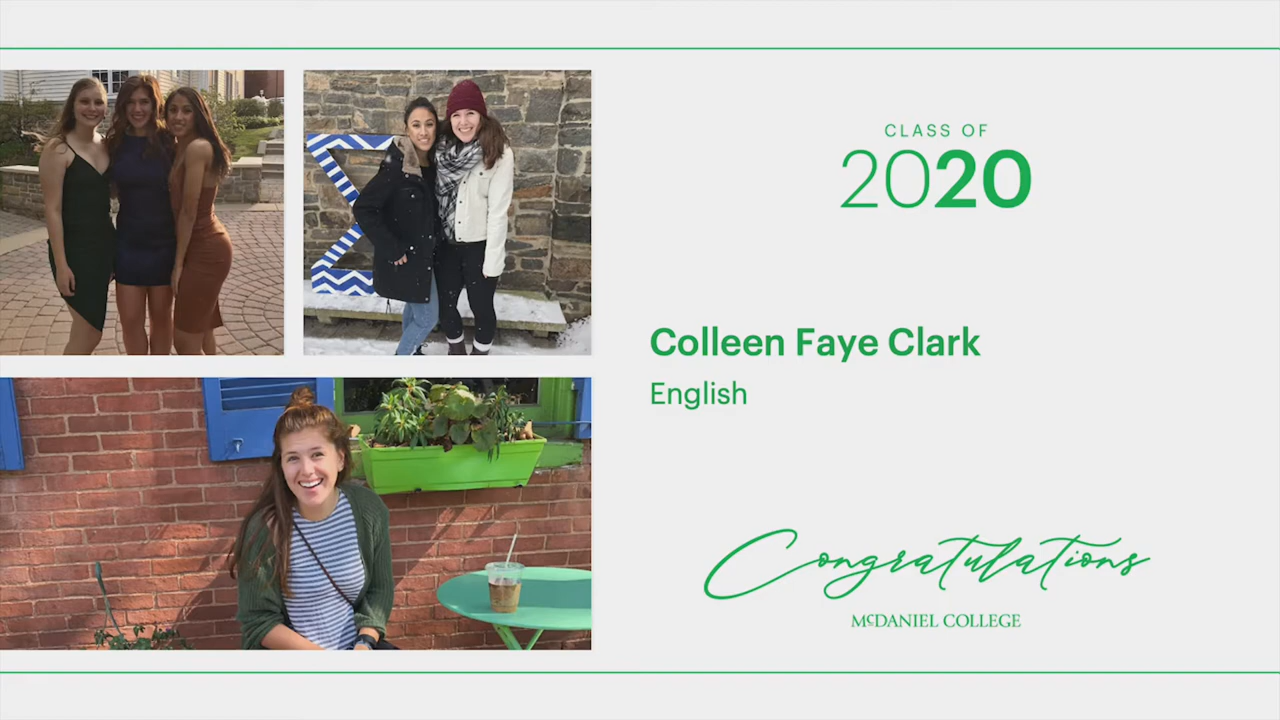 CLASS OF
2020
Colleen Faye Clark
English
Congratulations
McDANIEL COLLEGE